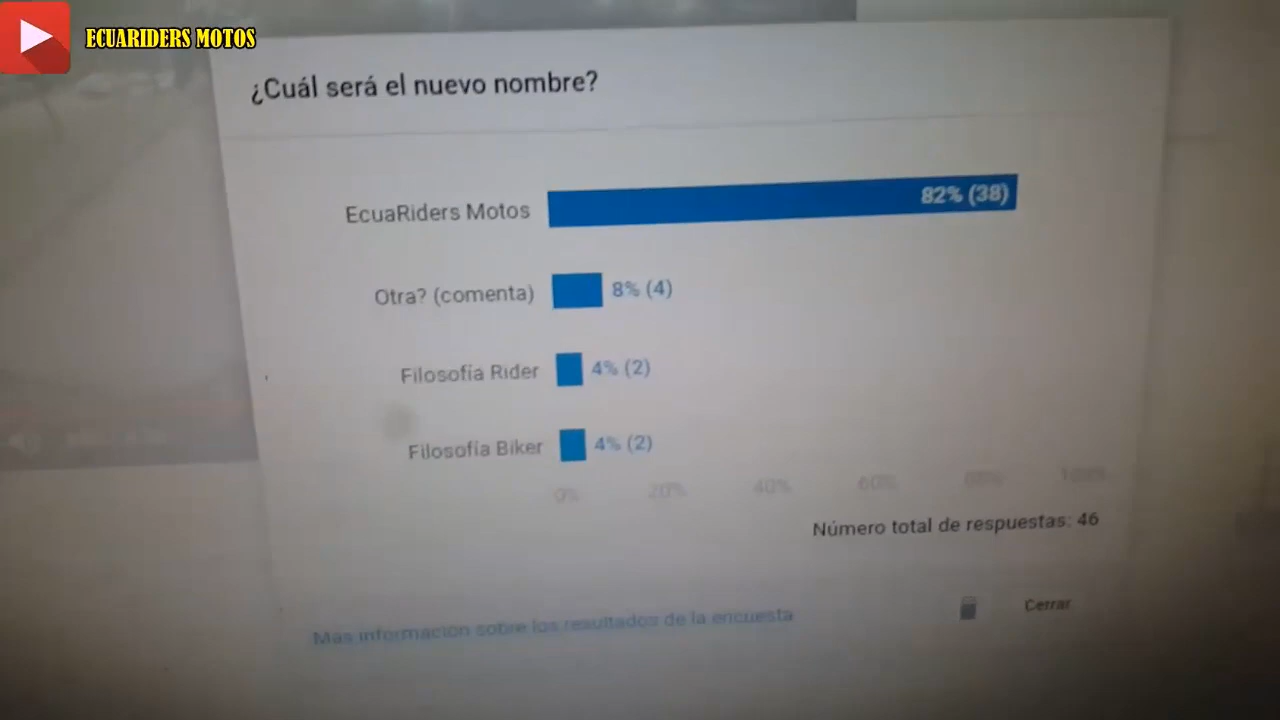 ECUARIDERS MOTOS
¿Cuál será el nuevo nombre?
EcuaRiders Motos 82% (38)
Otra? (comenta) 8% (4)
Filosofía Rider 4% (2)
Filosofía Biker 4% (2)
0% 20% 40% 60% 80% 100%
Número total de respuestas: 46
Más información sobre los resultados de la encuesta
Cerrar